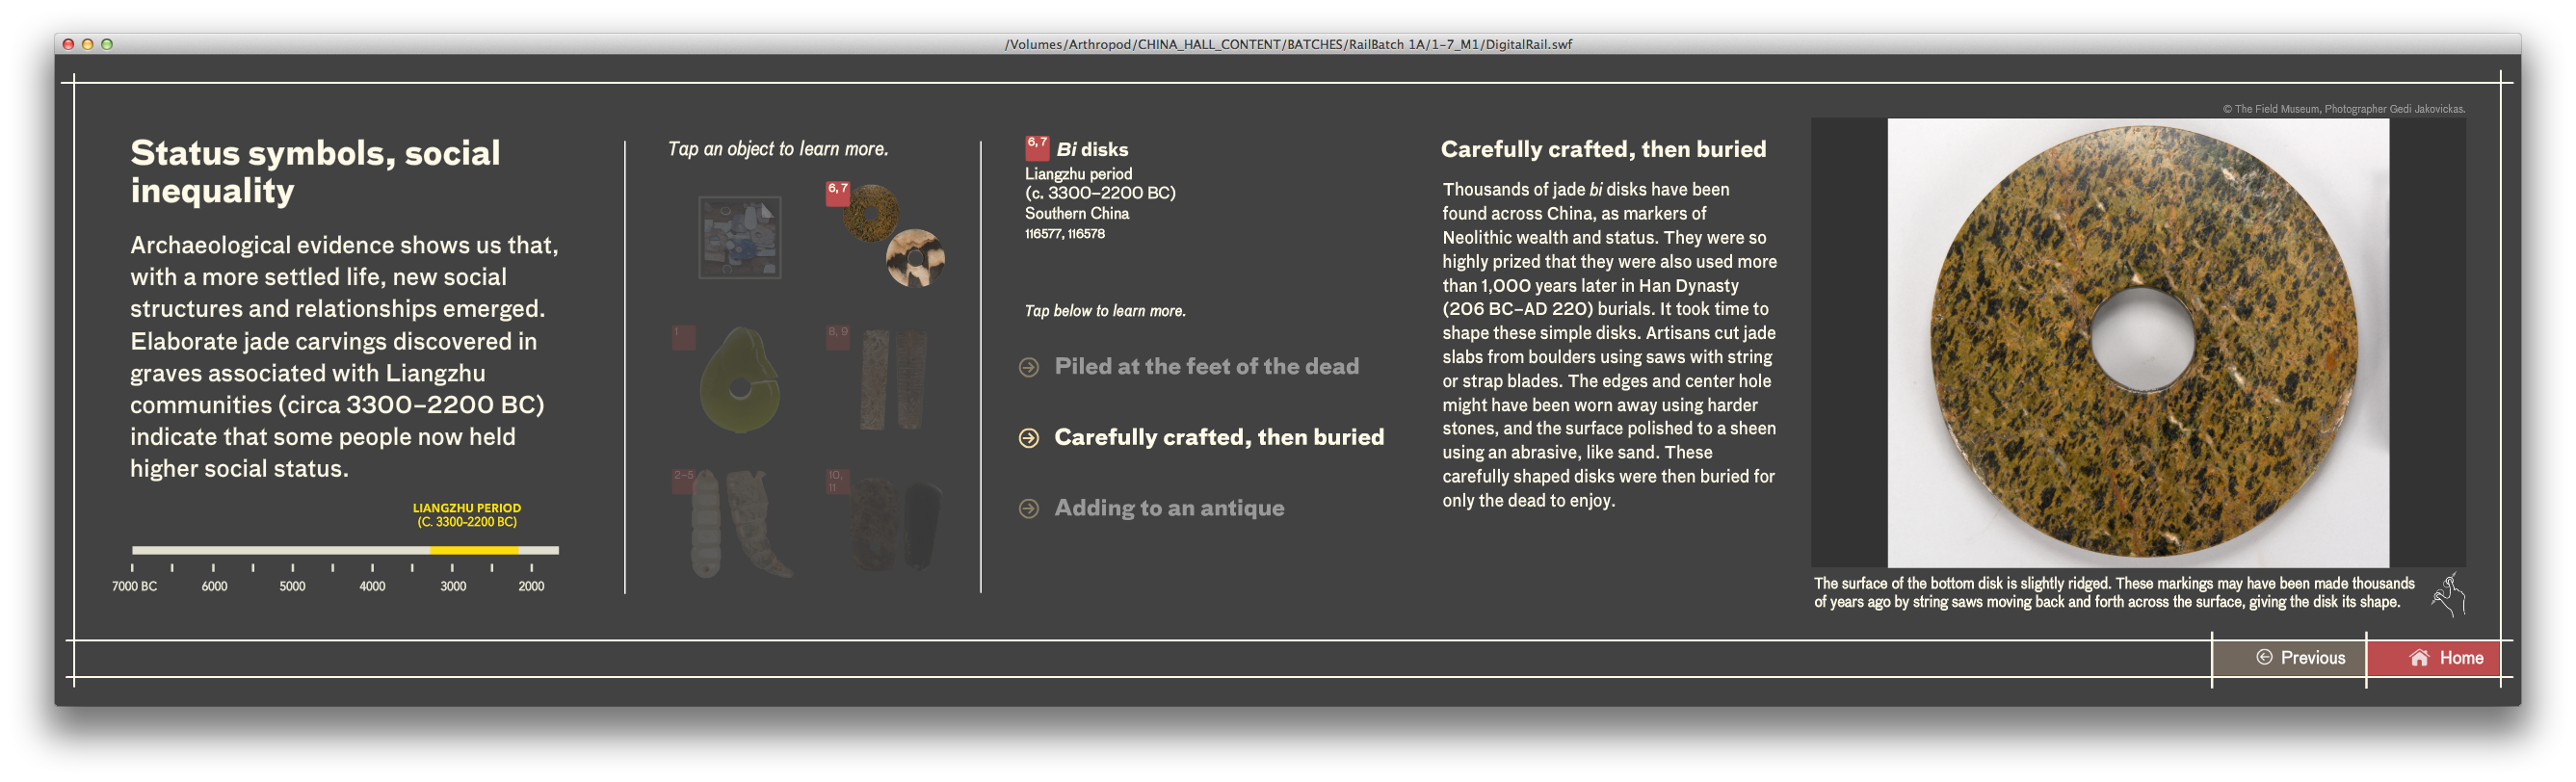 /Volumes/Arthropod/CHINA_HALL_CONTENT/BATCHES/RailBatch 1A/1-7_M1/DigitalRail.swf
Status symbols, social
inequality
Archaeological evidence shows us that,
with a more settled life, new social
structures and relationships emerged.
Elaborate jade carvings discovered in
graves associated with Liangzhu
communities (circa 3300–2200 BC)
indicate that some people now held
higher social status.
LIANGZHU PERIOD
(C. 3300-2200 BC)
7000 BC 6000 5000 4000 3000 2000
Tap an object to learn more.
6, 7
1
8, 9
2–5
10,
11
6, 7 Bi disks
Liangzhu period
(c. 3300–2200 BC)
Southern China
116577, 116578
Tap below to learn more.
Piled at the feet of the dead
Carefully crafted, then buried
Adding to an antique
Carefully crafted, then buried
Thousands of jade bi disks have been
found across China, as markers of
Neolithic wealth and status. They were so
highly prized that they were also used more
than 1,000 years later in Han Dynasty
(206 BC–AD 220) burials. It took time to
shape these simple disks. Artisans cut jade
slabs from boulders using saws with string
or strap blades. The edges and center hole
might have been worn away using harder
stones, and the surface polished to a sheen
using an abrasive, like sand. These
carefully shaped disks were then buried for
only the dead to enjoy.
© The Field Museum, Photographer Gedi Jakovickas.
The surface of the bottom disk is slightly ridged. These markings may have been made thousands
of years ago by string saws moving back and forth across the surface, giving the disk its shape.
Previous
Home